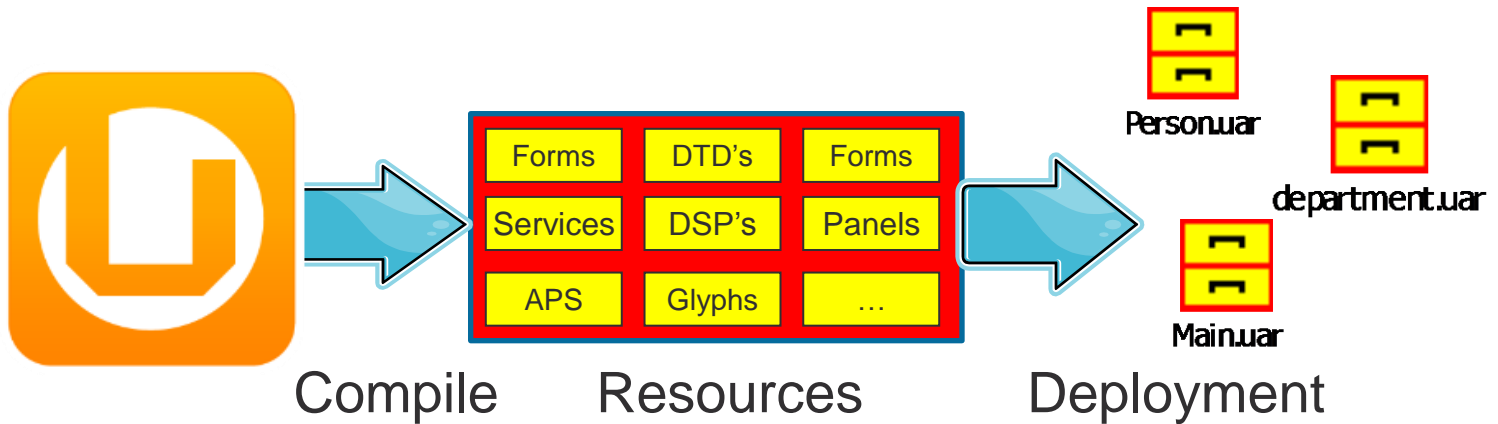 Person.uar
department.uar
Main.uar
Forms DTD's Forms
Services DSP's Panels
APS Glyphs …
Compile Resources Deployment